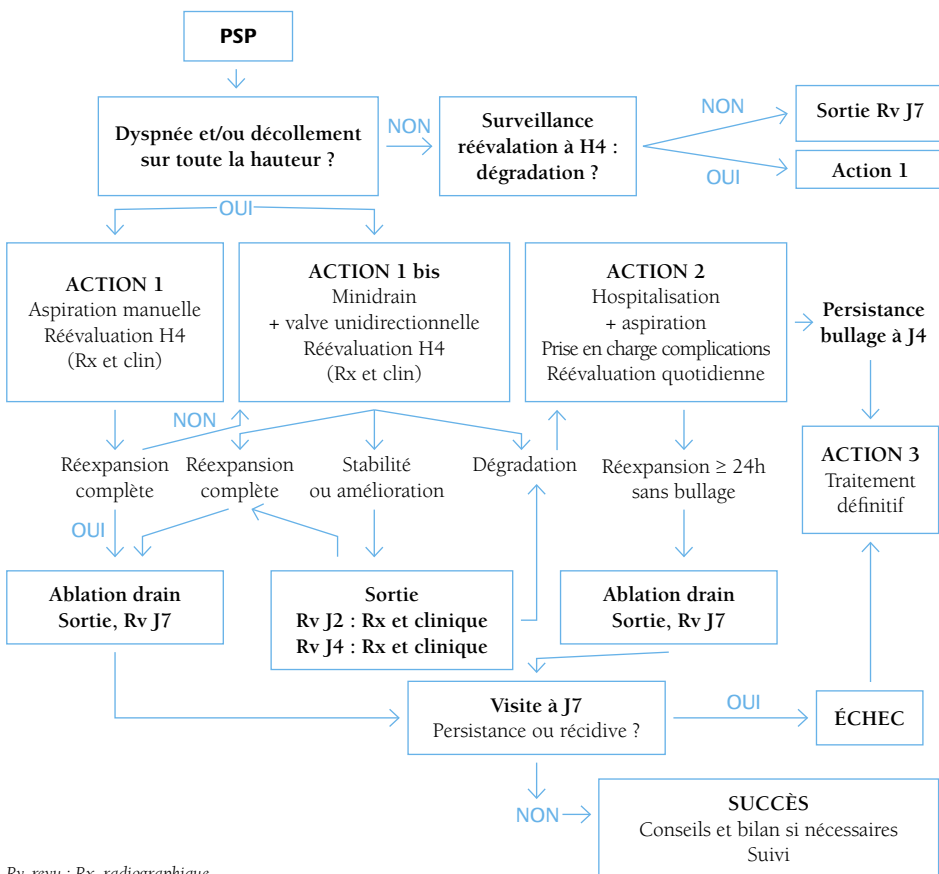 PSP
Dyspnée et/ou décollement
sur toute la hauteur ?
NON
Surveillance
réévalation à H4 :
dégradation ?
NON
OUI
Sortie Rv J7
Action 1
OUI
ACTION 1
Aspiration manuelle
Réévaluation H4
(Rx et clin)
ACTION 1 bis
Minidrain
+ valve unidirectionnelle
Réévaluation H4
(Rx et clin)
ACTION 2
Hospitalisation
+ aspiration
Prise en charge complications
Réévaluation quotidienne
Persistance
bullage à J4
NON
Réexpansion
complète
Réexpansion
complète
Stabilité
ou amélioration
Dégradation
Réexpansion ≥ 24h
sans bullage
ACTION 3
Traitement
définitif
OUI
Ablation drain
Sortie, Rv J7
Sortie
Rv J2 : Rx et clinique
Rv J4 : Rx et clinique
Ablation drain
Sortie, Rv J7
Visite à J7
Persistance ou récidive ?
OUI
ÉCHEC
NON
SUCCÈS
Conseils et bilan si nécessaires
Suivi
Rv, revu ; Rx, radiographique